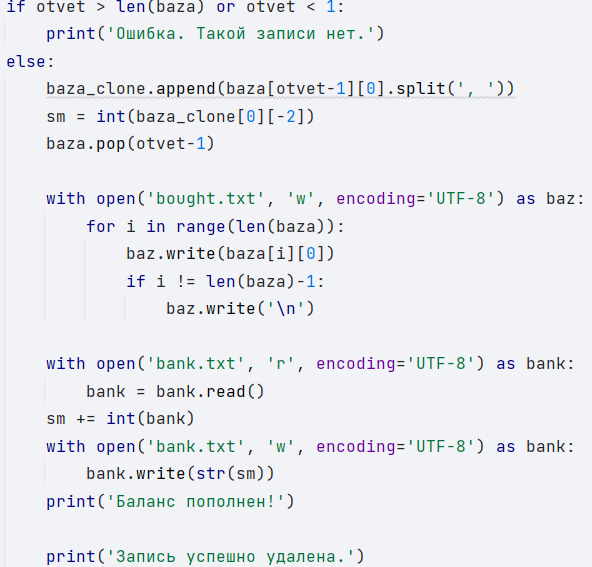 if otvet > len(baza) or otvet < 1:
    print('Ошибка. Такой записи нет.')
else:
    baza_clone.append(baza[otvet-1][0].split(', '))
    sm = int(baza_clone[0][-2])
    baza.pop(otvet-1)

    with open('bought.txt', 'w', encoding='UTF-8') as baz:
        for i in range(len(baza)):
            baz.write(baza[i][0])
            if i != len(baza)-1:
                baz.write('\n')

    with open('bank.txt', 'r', encoding='UTF-8') as bank:
        bank = bank.read()
    sm += int(bank)
    with open('bank.txt', 'w', encoding='UTF-8') as bank:
        bank.write(str(sm))
    print('Баланс пополнен!')

    print('Запись успешно удалена.')